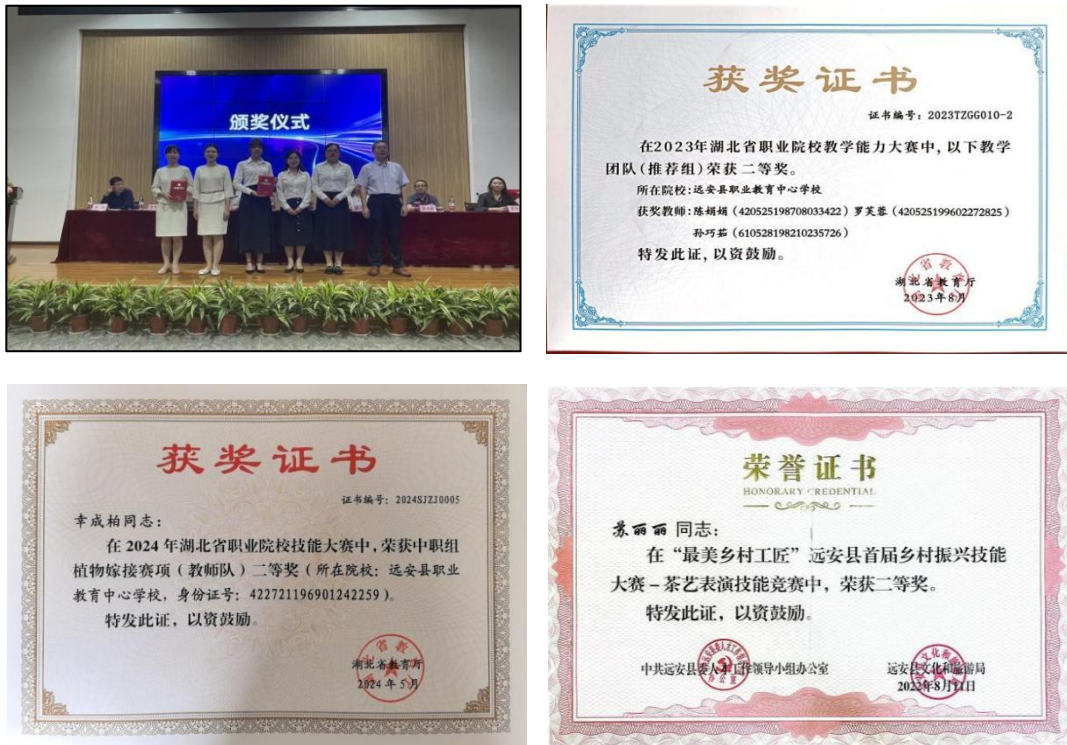 颁奖仪式
获奖证书
证书编号：2023TZGG010-2
在2023年湖北省职业院校教学能力大赛中，以下教学
团队（推荐组）荣获二等奖。
所在院校：远安县职业教育中心学校
获奖教师：陈娟娟（420525198708033422）罗芙蓉（420525199602272825）
孙巧茹（610528198210235726）
特发此证，以资鼓励。
湖北省教育厅
2023年8月
获奖证书
证书编号：2024SJZJ0005
幸成柏同志：
在 2024 年湖北省职业院校技能大赛中，荣获中职组
植物嫁接赛项（教师队）二等奖（所在院校：远安县职业
教育中心学校，身份证号：422721196901242259）。
特发此证，以资鼓励。
湖北省教育厅
2024 年 5月
荣誉证书
HONORARY CREDENTIAL
苏丽丽 同志：
在“最美乡村工匠”远安县首届乡村振兴技能
大赛－茶艺表演技能竞赛中，荣获二等奖。
特发此证，以资鼓励。
中共远安县委人才工作领导小组办公室
远安县文化和旅游局
2022年8月11日